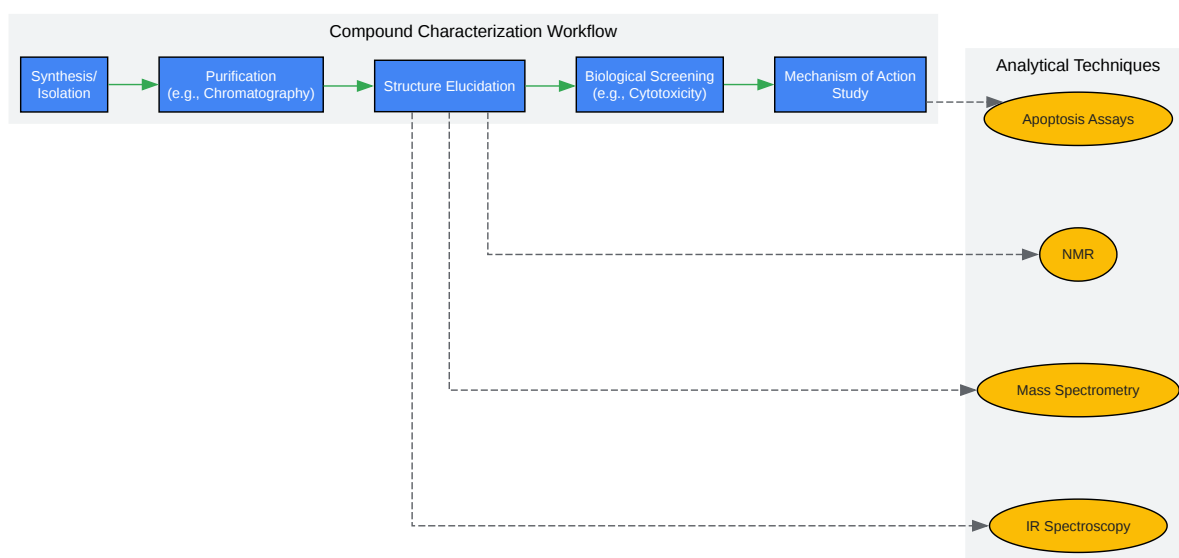 Compound Characterization Workflow
Synthesis/
Isolation
Purification
(e.g., Chromatography)
Structure Elucidation
Biological Screening
(e.g., Cytotoxicity)
Mechanism of Action
Study
Analytical Techniques
Apoptosis Assays
NMR
Mass Spectrometry
IR Spectroscopy